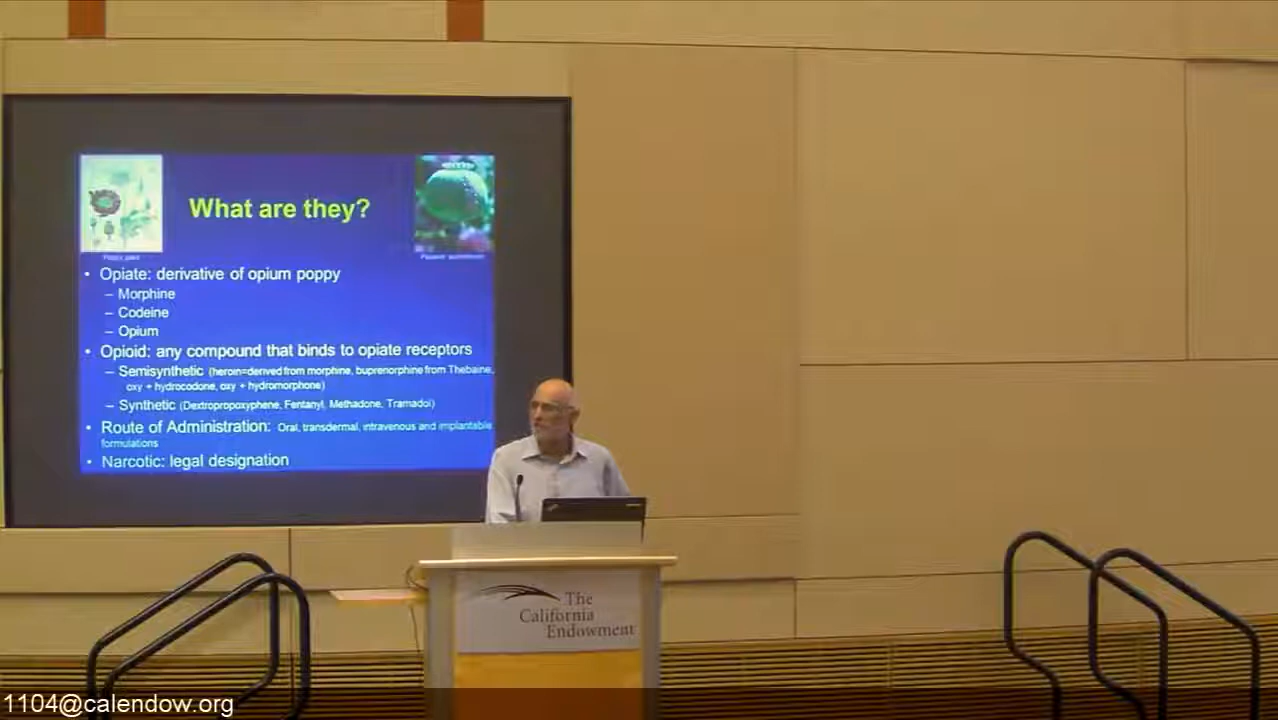 What are they?
Poppy plant
• Opiate: derivative of opium poppy
– Morphine
– Codeine
– Opium
• Opioid: any compound that binds to opiate receptors
– Semisynthetic (heroin=derived from morphine, buprenorphine from Thebaine,
oxy + hydrocodone, oxy + hydromorphone)
– Synthetic (Dextropropoxyphene, Fentanyl, Methadone, Tramadol)
• Route of Administration: Oral, transdermal, intravenous and implantable
formulations
• Narcotic: legal designation
The
California
Endowment
1104@calendow.org